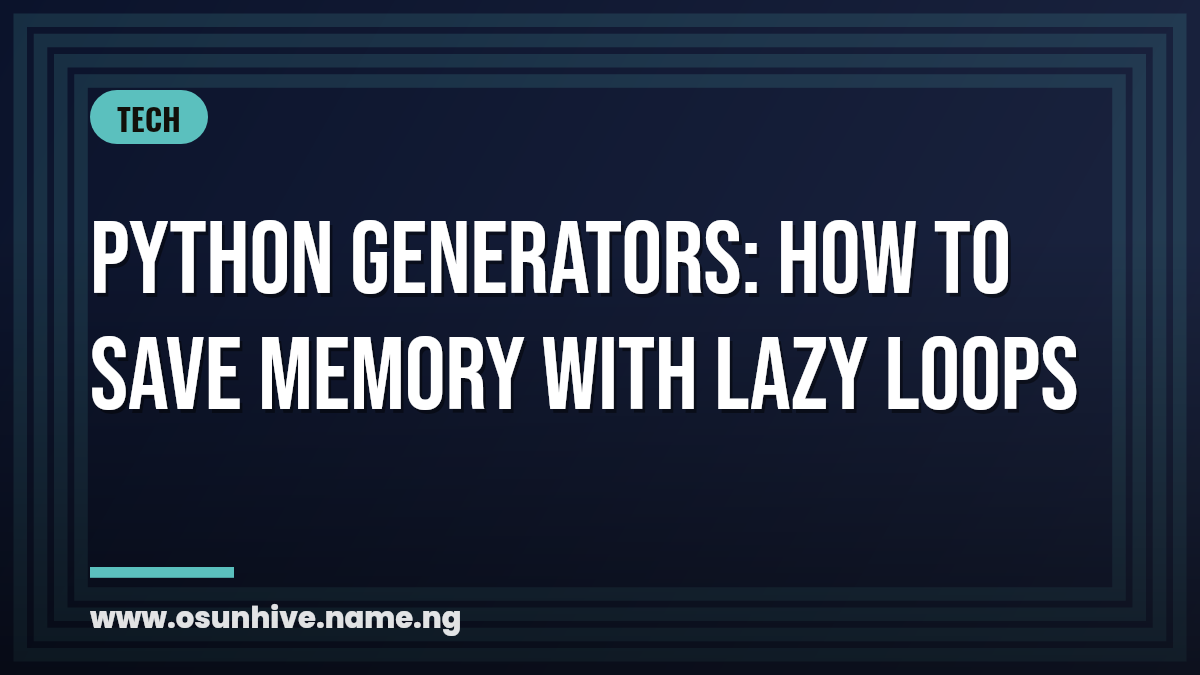 TECH
PYTHON GENERATORS: HOW TO
SAVE MEMORY WITH LAZY LOOPS
www.osunhive.name.ng